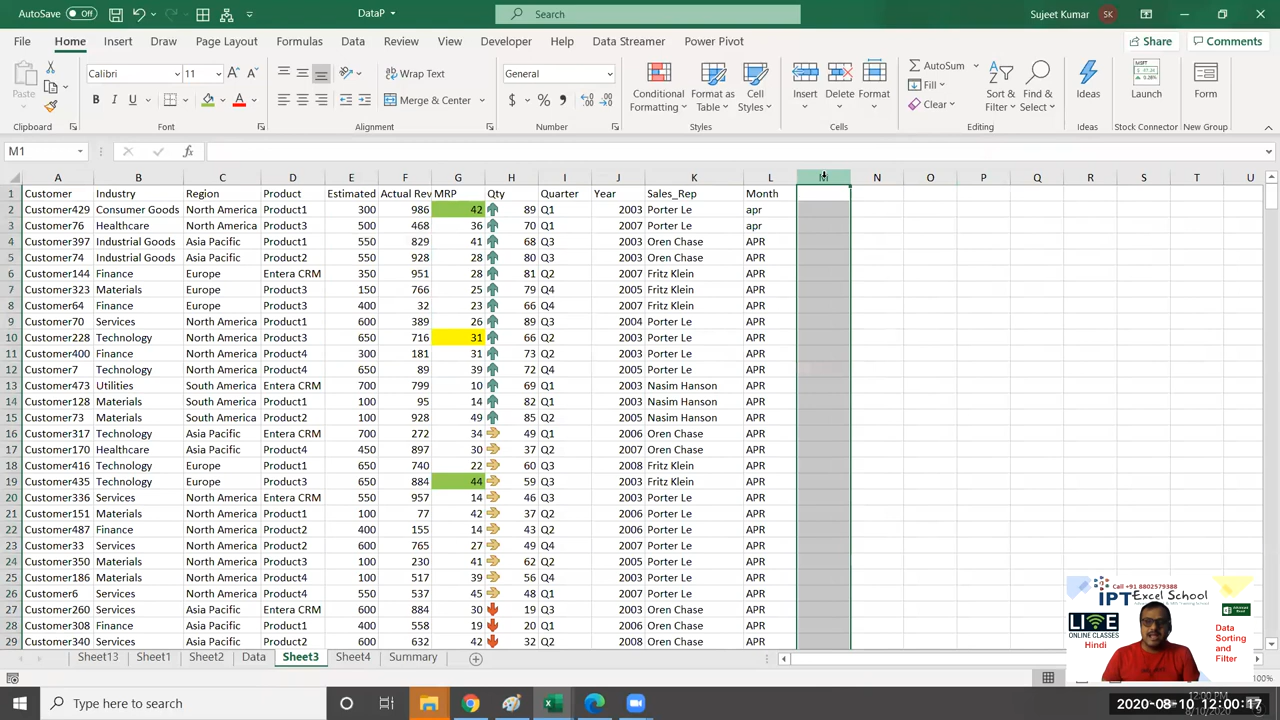 AutoSave Off DataP Search Sujeet Kumar SK
File Home Insert Draw Page Layout Formulas Data Review View Developer Help Data Streamer Power Pivot Share Comments
Paste Calibri 11 Wrap Text General Conditional Formatting Format as Table Cell Styles Insert Delete Format AutoSum Sort & Filter Find & Select Ideas Launch Form
B I U A Merge & Center $ % Fill Clear
Clipboard Font Alignment Number Styles Cells Editing Ideas Stock Connector New Group
M1 fx
A B C D E F G H I J K L M N O P Q R S T U
1 Customer Industry Region Product Estimated Actual Rev MRP Qty Quarter Year Sales_Rep Month
2 Customer429 Consumer Goods North America Product1 300 986 42 89 Q1 2003 Porter Le apr
3 Customer76 Healthcare North America Product3 500 468 36 70 Q1 2007 Porter Le apr
4 Customer397 Industrial Goods Asia Pacific Product1 550 829 41 68 Q3 2003 Oren Chase APR
5 Customer74 Industrial Goods Asia Pacific Product2 600 928 28 80 Q3 2003 Oren Chase APR
6 Customer144 Finance Europe Entera CRM 350 951 28 81 Q2 2007 Fritz Klein APR
7 Customer323 Materials Europe Product3 150 766 25 79 Q4 2005 Fritz Klein APR
8 Customer64 Finance Europe Product3 400 32 23 66 Q4 2007 Fritz Klein APR
9 Customer70 Services North America Product1 600 389 26 89 Q3 2004 Porter Le APR
10 Customer228 Technology North America Product3 650 716 31 66 Q2 2003 Porter Le APR
11 Customer400 Finance North America Product4 300 181 31 73 Q2 2003 Porter Le APR
12 Customer7 Technology North America Product4 650 89 39 72 Q4 2005 Porter Le APR
13 Customer473 Utilities South America Entera CRM 700 799 10 69 Q1 2003 Nasim Hanson APR
14 Customer128 Materials South America Product1 100 95 14 82 Q1 2003 Nasim Hanson APR
15 Customer73 Materials South America Product2 100 928 49 85 Q2 2005 Nasim Hanson APR
16 Customer317 Technology Asia Pacific Entera CRM 700 272 34 49 Q1 2006 Oren Chase APR
17 Customer170 Healthcare Asia Pacific Product4 450 897 30 37 Q2 2006 Oren Chase APR
18 Customer416 Technology Europe Product1 650 740 22 60 Q3 2008 Fritz Klein APR
19 Customer435 Technology Europe Product3 650 884 44 59 Q3 2003 Fritz Klein APR
20 Customer336 Services North America Entera CRM 550 957 14 46 Q3 2003 Porter Le APR
21 Customer151 Materials North America Product1 100 77 42 37 Q2 2006 Porter Le APR
22 Customer487 Finance North America Product2 400 155 14 43 Q2 2006 Porter Le APR
23 Customer33 Services North America Product2 600 765 27 49 Q4 2007 Porter Le APR
24 Customer350 Materials North America Product3 100 230 41 62 Q2 2005 Porter Le APR
25 Customer186 Materials North America Product4 100 517 39 56 Q4 2003 Porter Le APR
26 Customer6 Services North America Product4 550 537 45 48 Q1 2007 Porter Le APR
27 Customer260 Services Asia Pacific Entera CRM 600 884 30 19 Q3 2003 Oren Chase APR
28 Customer308 Finance Asia Pacific Product1 400 358 19 20 Q1 2006 Oren Chase APR
29 Customer340 Services Asia Pacific Product2 600 632 42 32 Q2 2008 Oren Chase APR
Call +91 8802579388
IPT Excel School
LIVE ONLINE CLASSES Hindi
Data Sorting and Filter
Sheet13 Sheet1 Sheet2 Data Sheet3 Sheet4 Summary
100%
Type here to search
12:00 PM
8/10/2020
2020-08-10 12:00:17